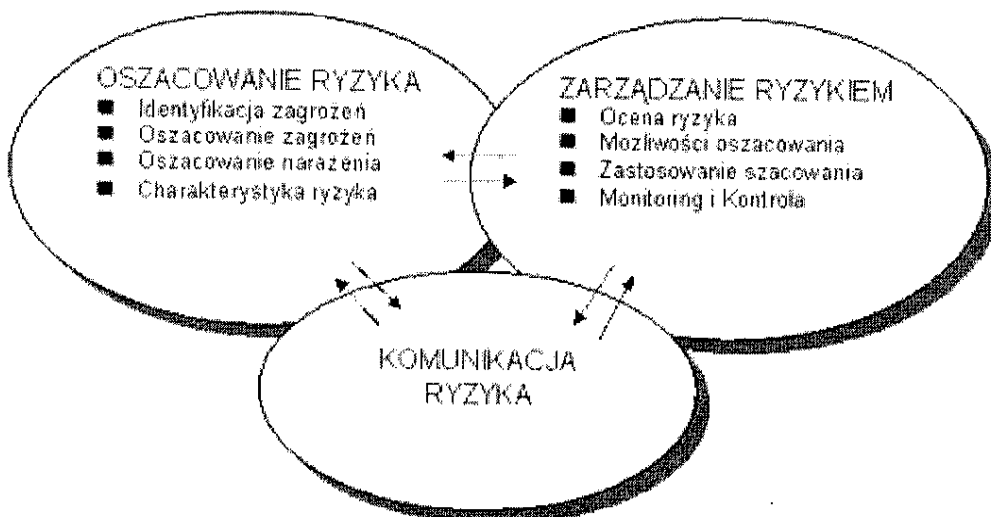 OSZACOWANIE RYZYKA
Identyfikacja zagrożeń
Oszacowanie zagrożeń
Oszacowanie narażenia
Charakterystyka ryzyka
ZARZĄDZANIE RYZYKIEM
Ocena ryzyka
Możliwości oszacowania
Zastosowanie szacowania
Monitoring i Kontrola
KOMUNIKACJA
RYZYKA